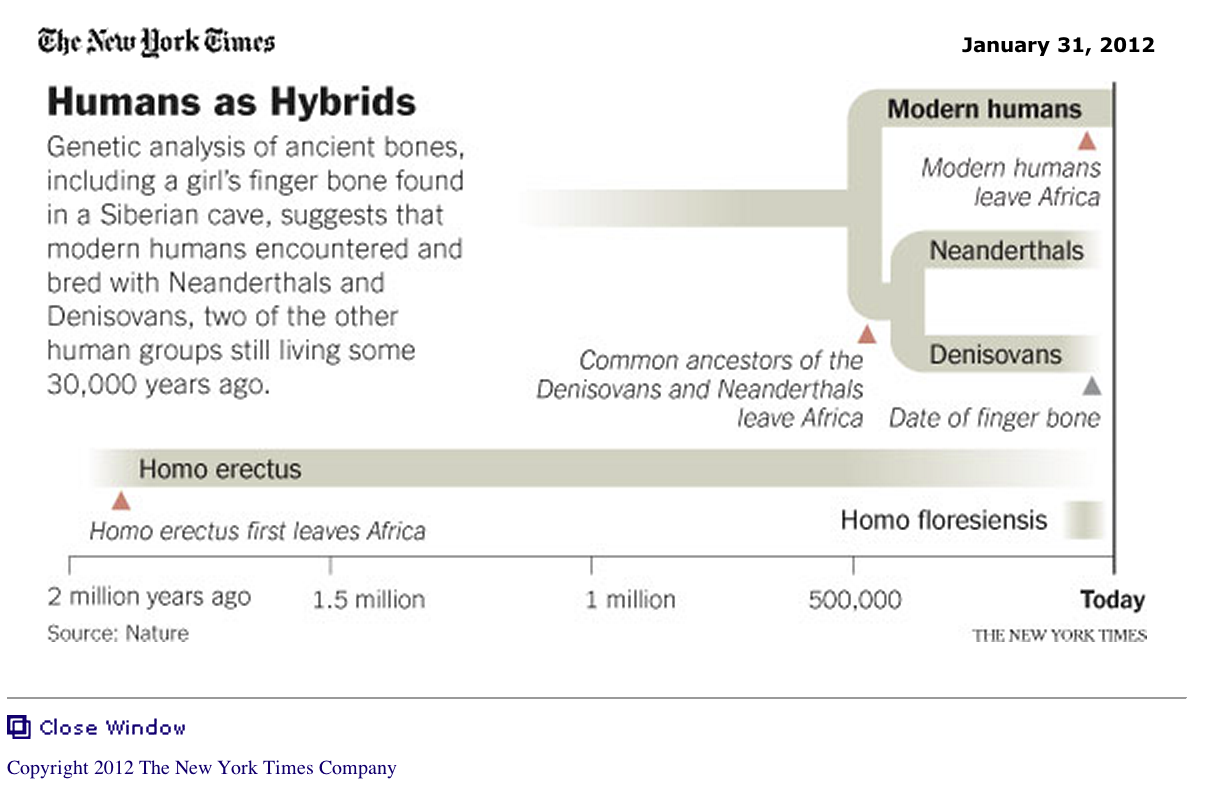 The New York Times
January 31, 2012
Humans as Hybrids
Genetic analysis of ancient bones,
including a girl's finger bone found
in a Siberian cave, suggests that
modern humans encountered and
bred with Neanderthals and
Denisovans, two of the other
human groups still living some
30,000 years ago.
Modern humans
Modern humans
leave Africa
Neanderthals
Denisovans
Common ancestors of the
Denisovans and Neanderthals
leave Africa
Date of finger bone
Homo erectus
Homo erectus first leaves Africa
Homo floresiensis
2 million years ago
1.5 million
1 million
500,000
Today
Source: Nature
THE NEW YORK TIMES
Close Window
Copyright 2012 The New York Times Company